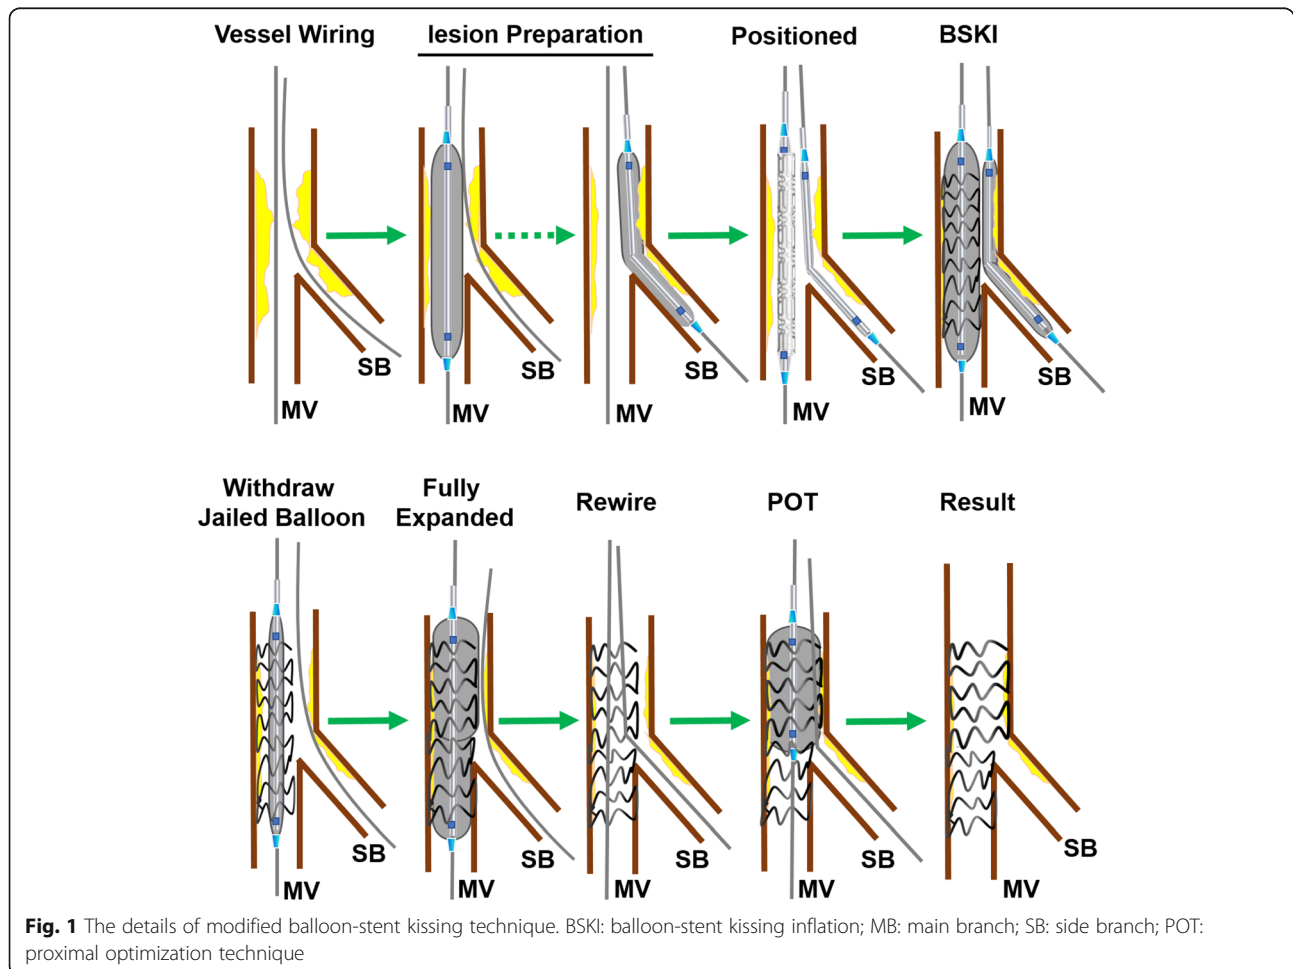 Vessel Wiring
lesion Preparation
Positioned
BSKI
SB
MV
SB
MV
SB
MV
SB
MV
SB
MV
Withdraw
Jailed Balloon
Fully
Expanded
Rewire
POT
Result
SB
MV
SB
MV
SB
MV
SB
MV
SB
MV
Fig. 1 The details of modified balloon-stent kissing technique. BSKI: balloon-stent kissing inflation; MB: main branch; SB: side branch; POT:
proximal optimization technique